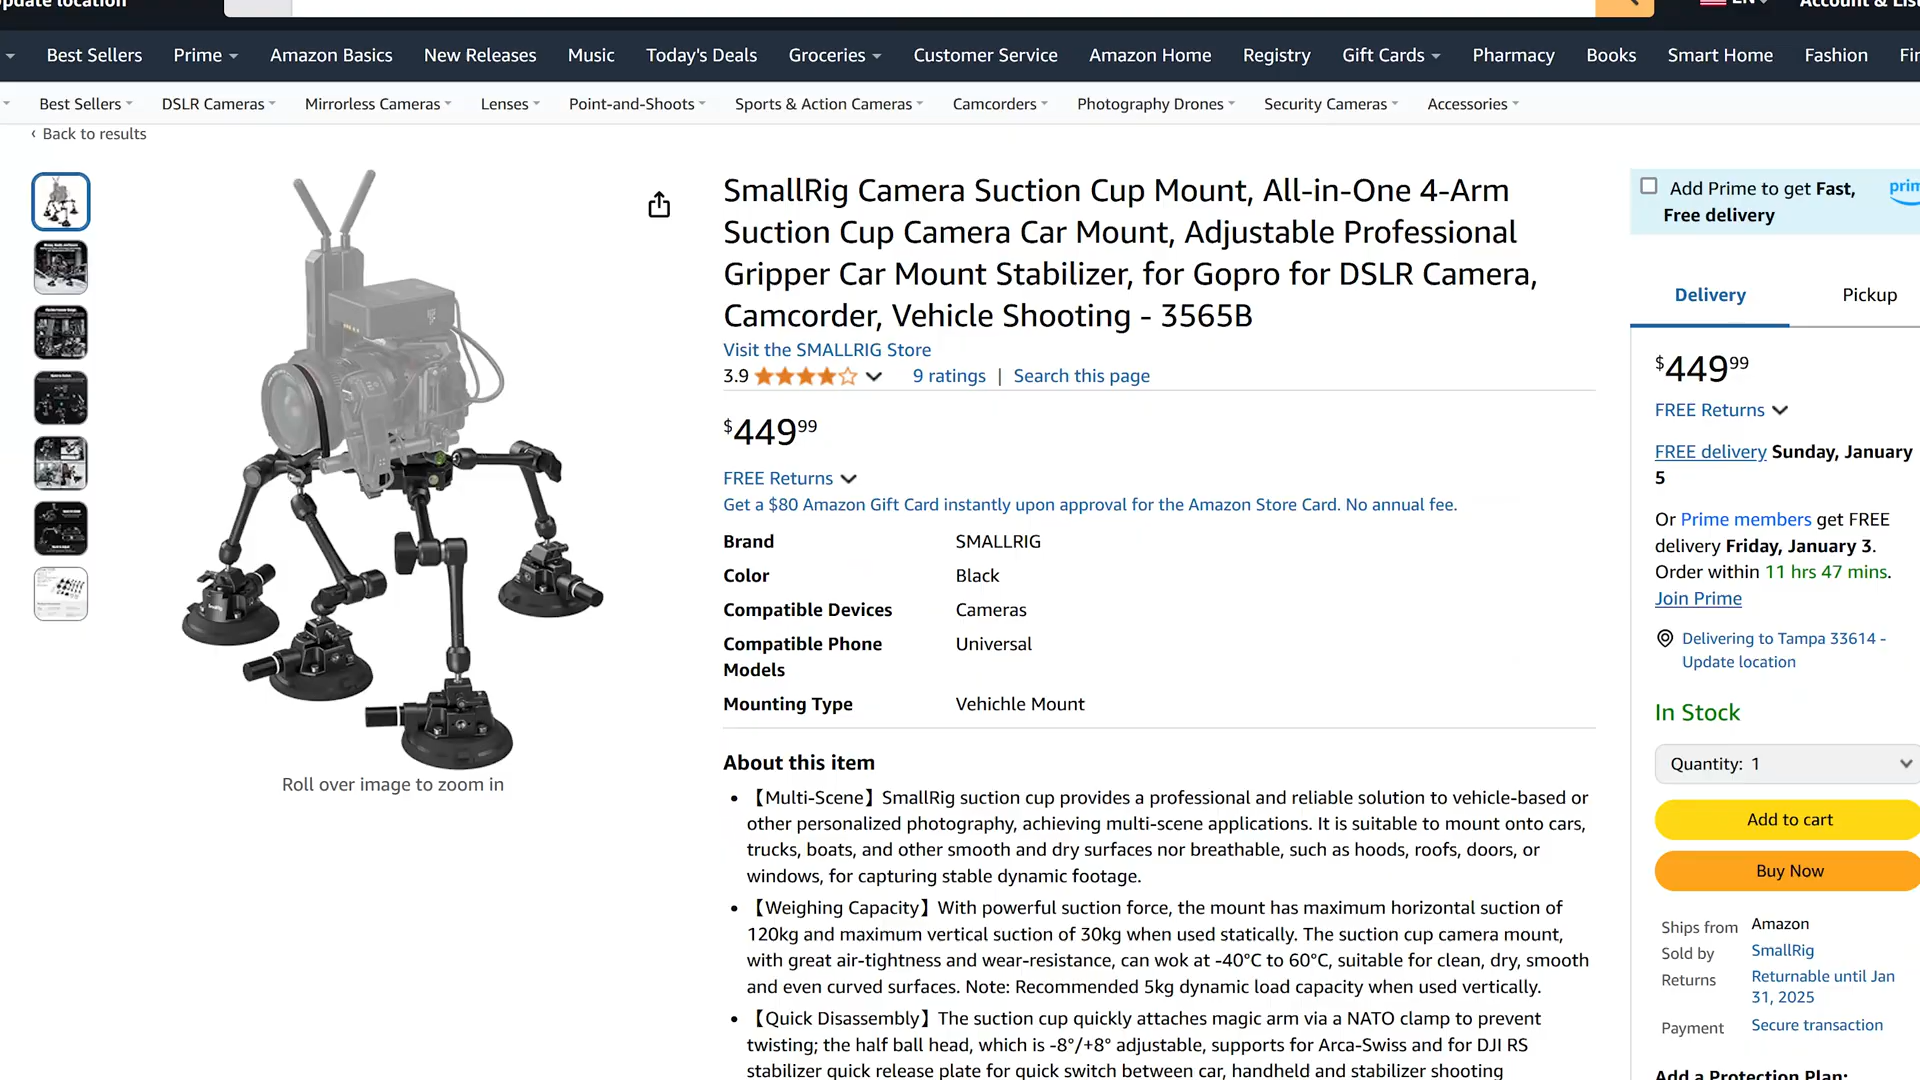 Update location
EN
Best Sellers
Prime
Amazon Basics
New Releases
Music
Today's Deals
Groceries
Customer Service
Amazon Home
Registry
Gift Cards
Pharmacy
Books
Smart Home
Fashion
Best Sellers
DSLR Cameras
Mirrorless Cameras
Lenses
Point-and-Shoots
Sports & Action Cameras
Camcorders
Photography Drones
Security Cameras
Accessories
‹ Back to results
SmallRig Camera Suction Cup Mount, All-in-One 4-Arm
Suction Cup Camera Car Mount, Adjustable Professional
Gripper Car Mount Stabilizer, for Gopro for DSLR Camera,
Camcorder, Vehicle Shooting - 3565B
Visit the SMALLRIG Store
3.9
9 ratings | Search this page
$449.99
FREE Returns
Get a $80 Amazon Gift Card instantly upon approval for the Amazon Store Card. No annual fee.
Brand SMALLRIG
Color Black
Compatible Devices Cameras
Compatible Phone Models Universal
Mounting Type Vehichle Mount
About this item
• 【Multi-Scene】SmallRig suction cup provides a professional and reliable solution to vehicle-based or
other personalized photography, achieving multi-scene applications. It is suitable to mount onto cars,
trucks, boats, and other smooth and dry surfaces nor breathable, such as hoods, roofs, doors, or
windows, for capturing stable dynamic footage.
• 【Weighing Capacity】With powerful suction force, the mount has maximum horizontal suction of
120kg and maximum vertical suction of 30kg when used statically. The suction cup camera mount,
with great air-tightness and wear-resistance, can wok at -40°C to 60°C, suitable for clean, dry, smooth
and even curved surfaces. Note: Recommended 5kg dynamic load capacity when used vertically.
• 【Quick Disassembly】The suction cup quickly attaches magic arm via a NATO clamp to prevent
twisting; the half ball head, which is -8°/+8° adjustable, supports for Arca-Swiss and for DJI RS
stabilizer quick release plate for quick switch between car, handheld and stabilizer shooting
Roll over image to zoom in
Add Prime to get Fast,
Free delivery
Delivery
Pickup
$449.99
FREE Returns
FREE delivery Sunday, January
5
Or Prime members get FREE
delivery Friday, January 3.
Order within 11 hrs 47 mins.
Join Prime
Delivering to Tampa 33614 -
Update location
In Stock
Quantity: 1
Add to cart
Buy Now
Ships from Amazon
Sold by SmallRig
Returns Returnable until Jan
31, 2025
Payment Secure transaction
Add a Protection Plan: